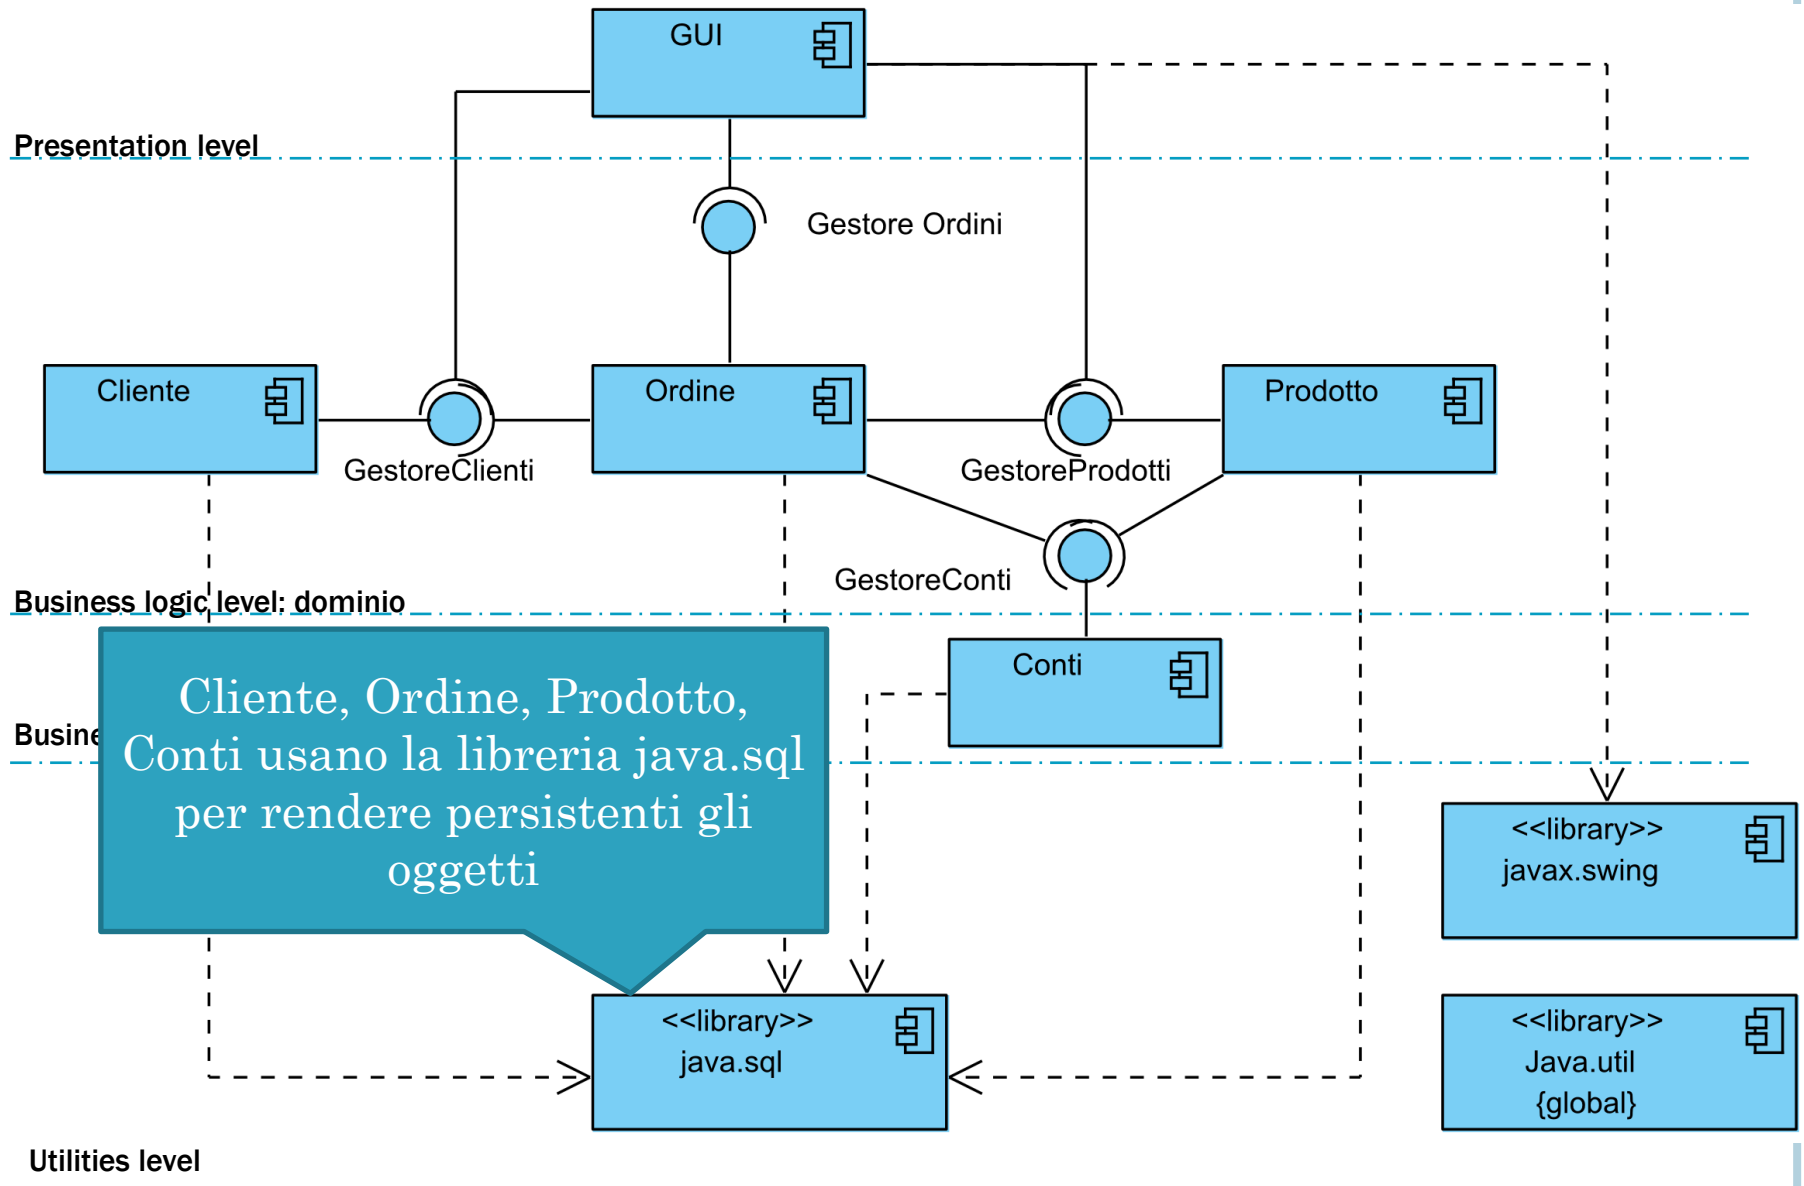 GUI
Presentation level
Gestore Ordini
Cliente
Ordine
Prodotto
GestoreClienti
GestoreProdotti
GestoreConti
Business logic level: dominio
Conti
Cliente, Ordine, Prodotto,
Conti usano la libreria java.sql
per rendere persistenti gli
oggetti
<<library>>
javax.swing
<<library>>
java.sql
<<library>>
Java.util
{global}
Utilities level